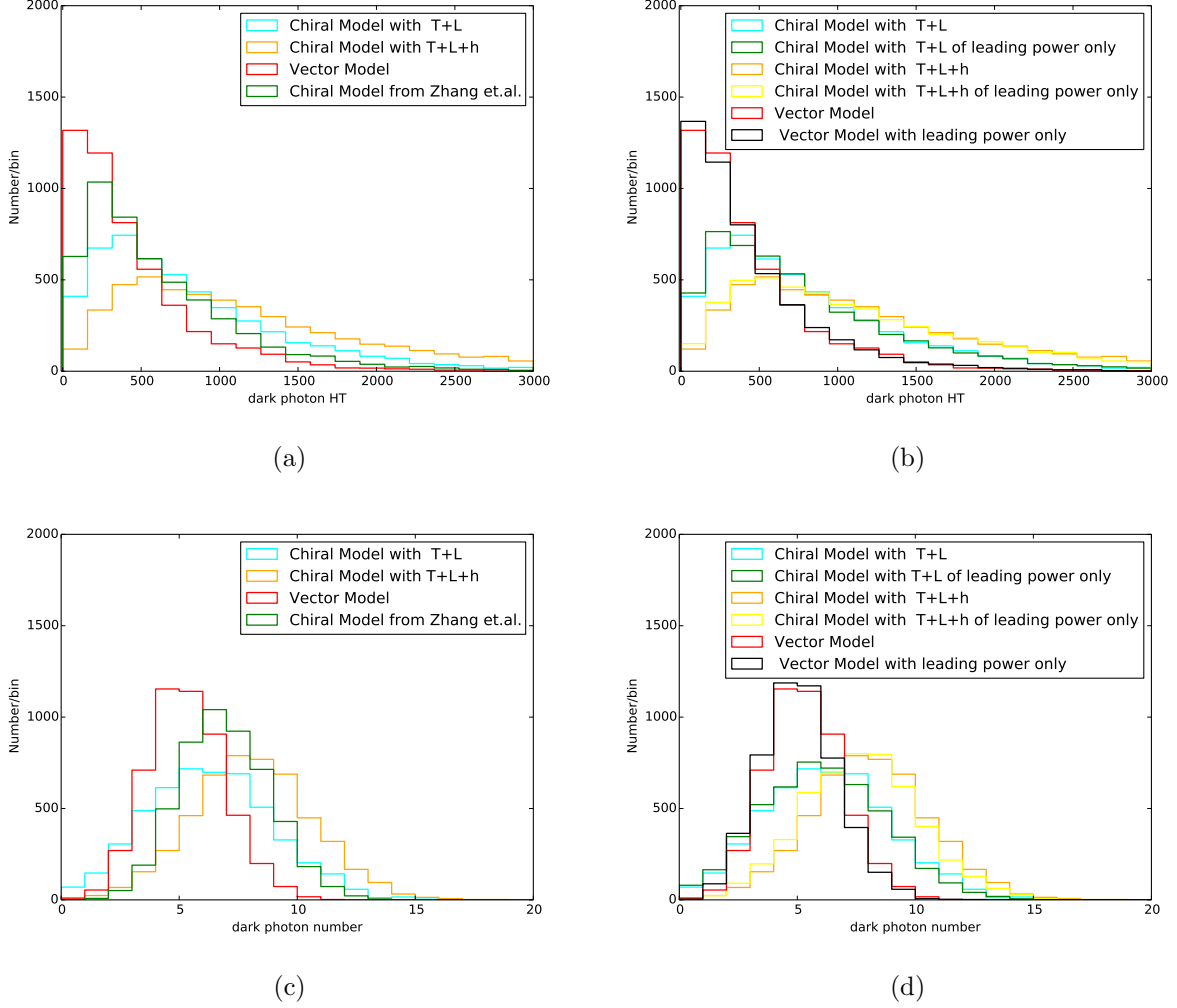 2000
1500
1000
500
0
Number/bin
Chiral Model with T+L
Chiral Model with T+L+h
Vector Model
Chiral Model from Zhang et.al.
0 500 1000 1500 2000 2500 3000
dark photon HT
(a)
2000
1500
1000
500
0
Number/bin
Chiral Model with T+L
Chiral Model with T+L of leading power only
Chiral Model with T+L+h
Chiral Model with T+L+h of leading power only
Vector Model
Vector Model with leading power only
0 500 1000 1500 2000 2500 3000
dark photon HT
(b)
2000
1500
1000
500
0
Number/bin
Chiral Model with T+L
Chiral Model with T+L+h
Vector Model
Chiral Model from Zhang et.al.
0 5 10 15 20
dark photon number
(c)
2000
1500
1000
500
0
Number/bin
Chiral Model with T+L
Chiral Model with T+L of leading power only
Chiral Model with T+L+h
Chiral Model with T+L+h of leading power only
Vector Model
Vector Model with leading power only
0 5 10 15 20
dark photon number
(d)